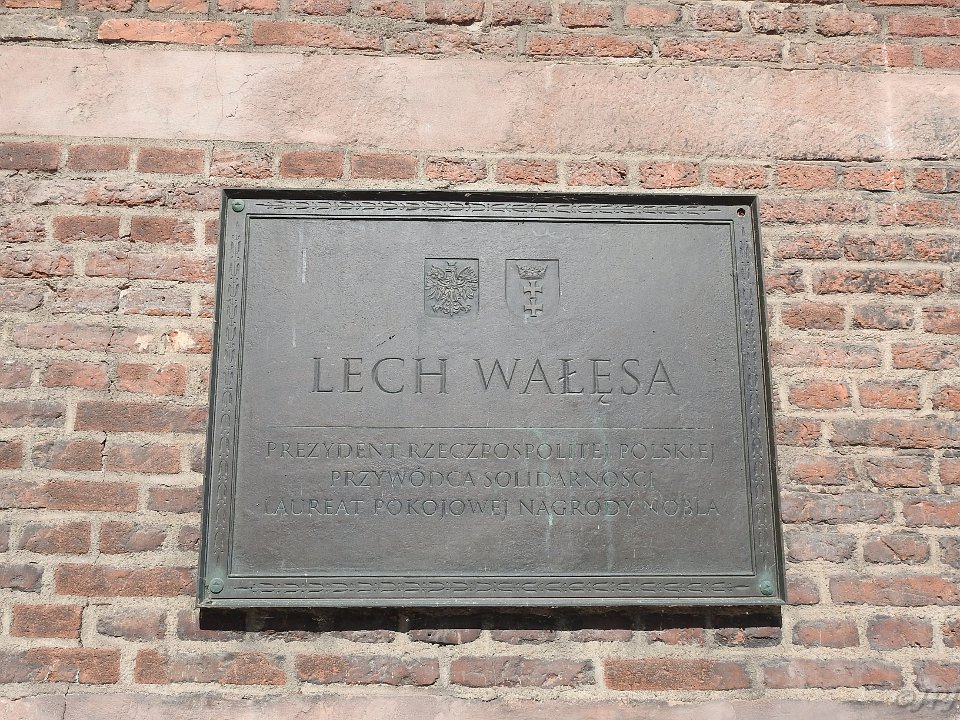 LECH WAŁĘSA
PREZYDENT RZECZPOSPOLITEJ POLSKIEJ
PRZYWÓDCA SOLIDARNOŚCI
LAUREAT POKOJOWEJ NAGRODY NOBLA